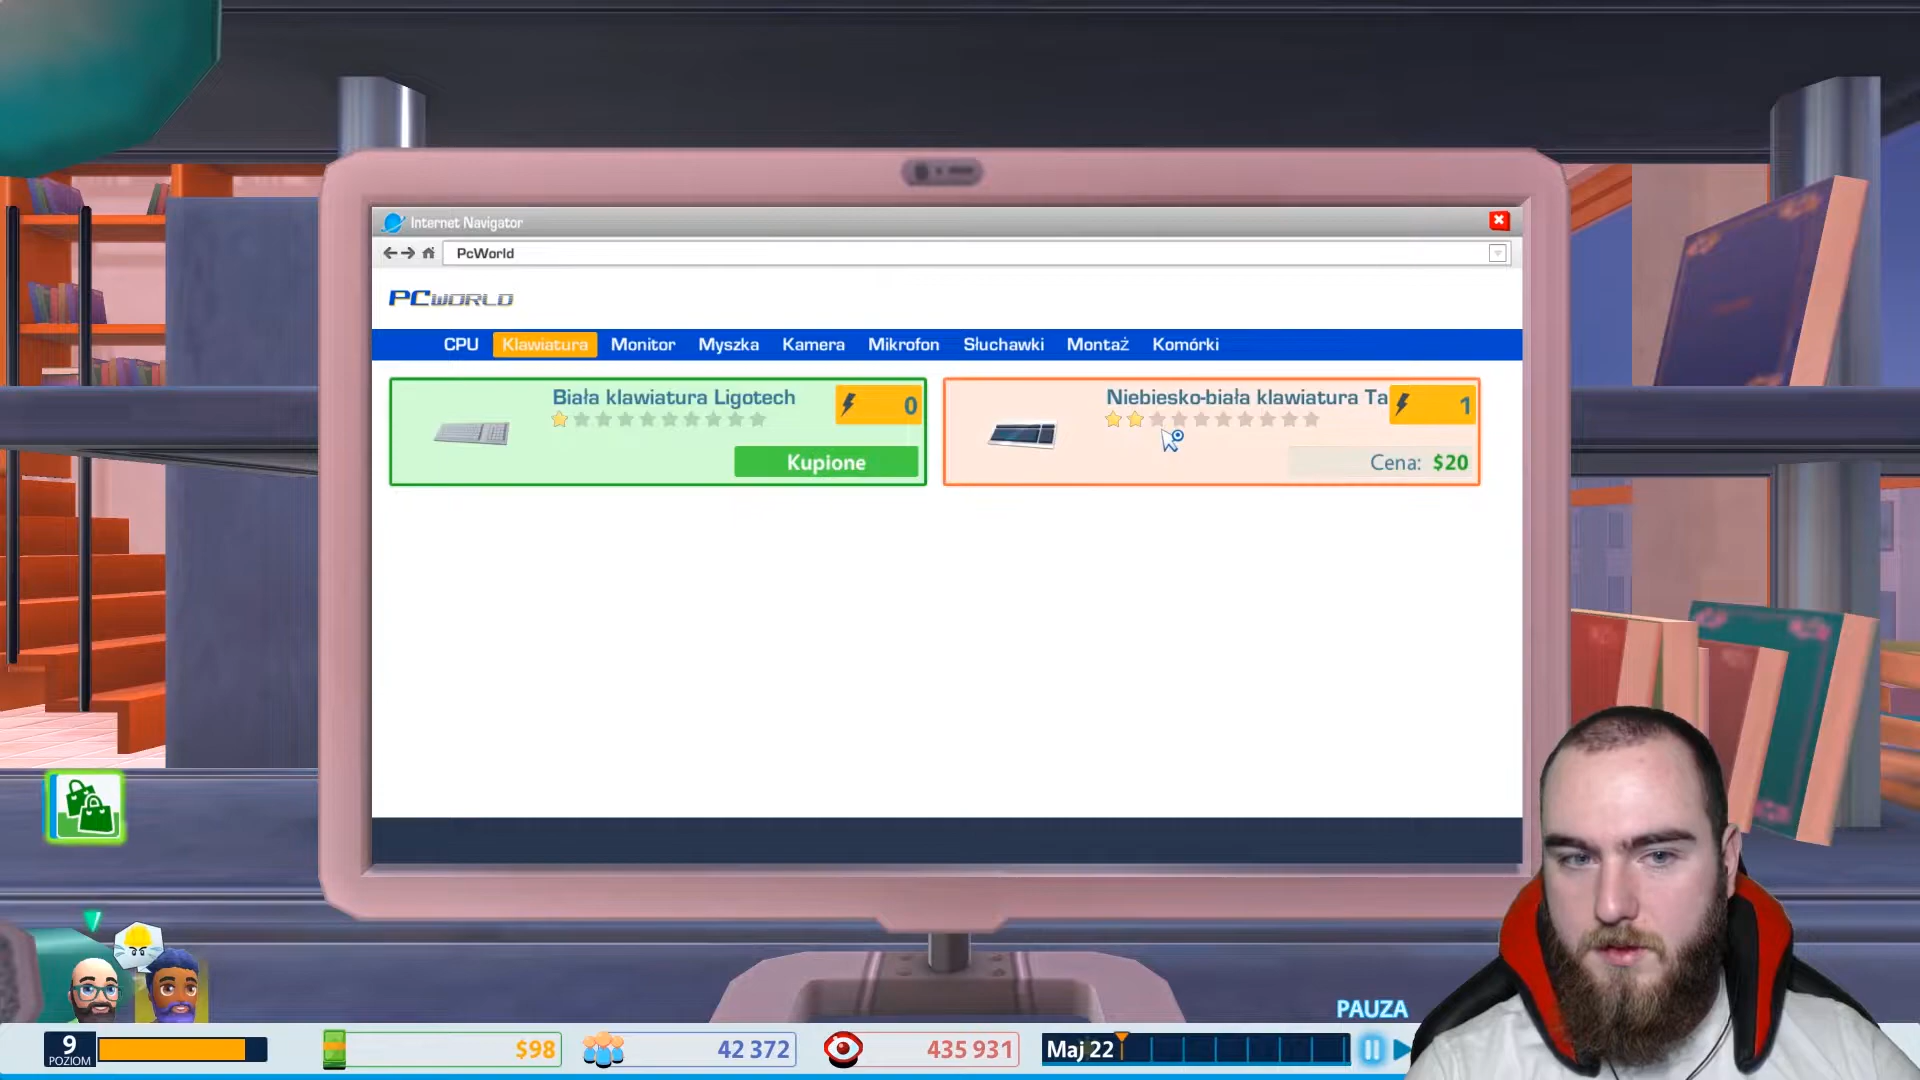 Internet Navigator
PcWorld
PCWORLD
CPU Klawiatura Monitor Myszka Kamera Mikrofon Słuchawki Montaż Komórki
Biała klawiatura Ligotech 0
Kupione
Niebiesko-biała klawiatura Ta 1
Cena: $20
PAUZA
9
POZIOM
$98
42 372
435 931
Maj 22